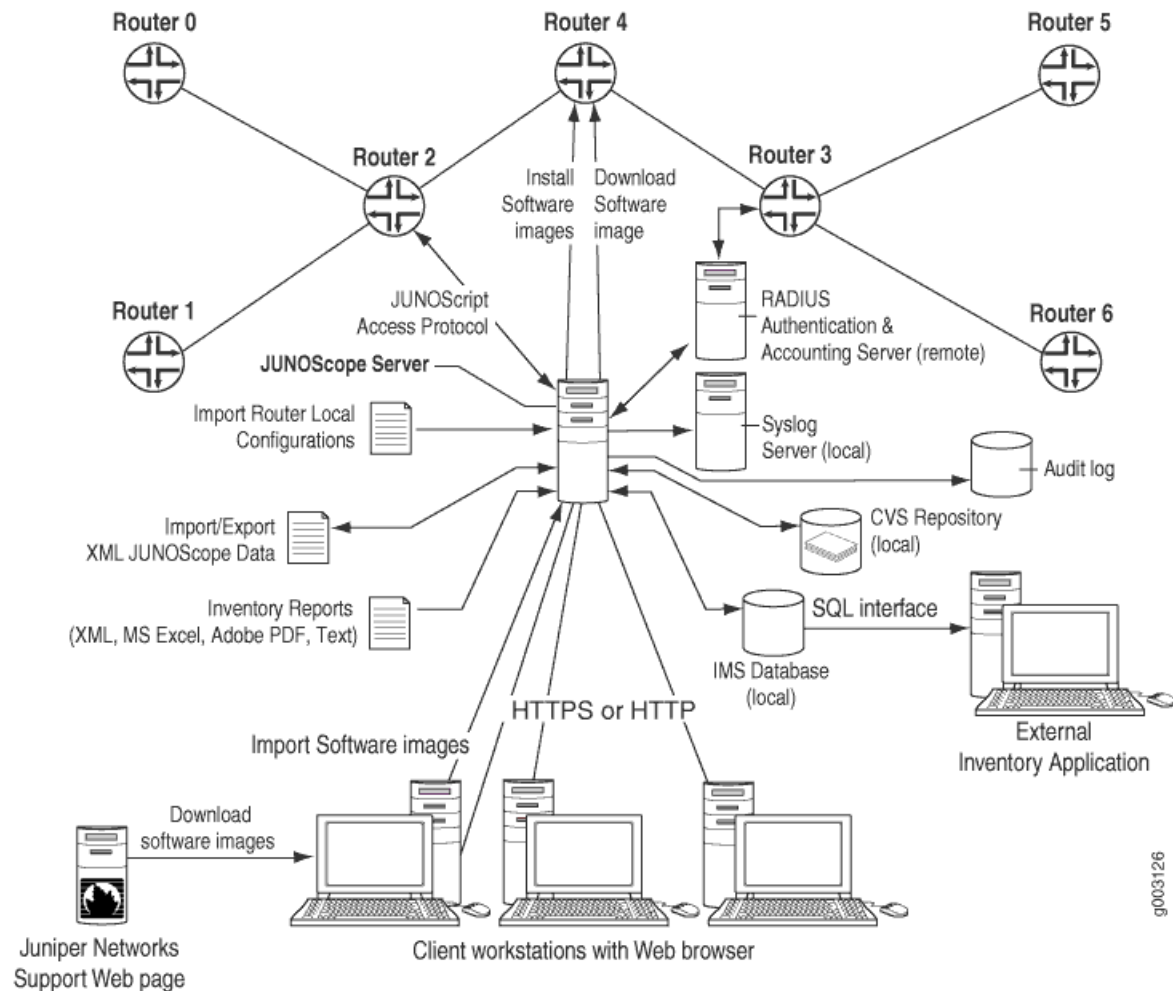 Router 0
Router 4
Router 5
Router 2
Router 3
Install
Software
images
Download
Software
image
Router 1
JUNOScript
Access Protocol
RADIUS
Authentication &
Accounting Server (remote)
Router 6
JUNOScope Server
Import Router Local
Configurations
Syslog
Server (local)
Audit log
Import/Export
XML JUNOScope Data
CVS Repository
(local)
Inventory Reports
(XML, MS Excel, Adobe PDF, Text)
SQL interface
IMS Database
(local)
HTTPS or HTTP
Import Software images
External
Inventory Application
Download
software images
Juniper Networks
Support Web page
Client workstations with Web browser
g003126